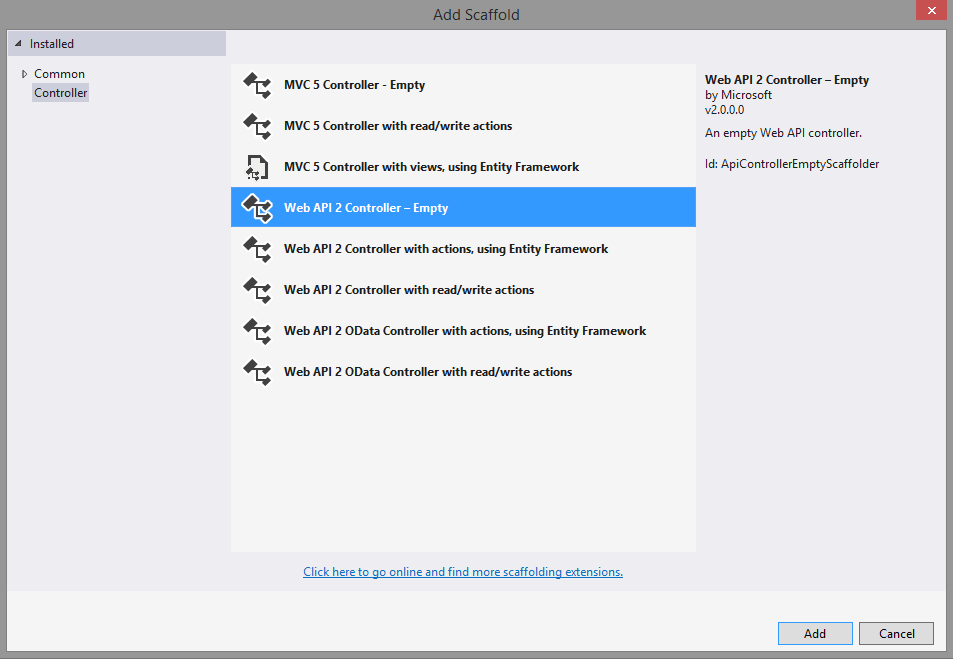 Add Scaffold
Installed
Common
Controller
MVC 5 Controller - Empty
MVC 5 Controller with read/write actions
MVC 5 Controller with views, using Entity Framework
Web API 2 Controller – Empty
Web API 2 Controller with actions, using Entity Framework
Web API 2 Controller with read/write actions
Web API 2 OData Controller with actions, using Entity Framework
Web API 2 OData Controller with read/write actions
Click here to go online and find more scaffolding extensions.
Web API 2 Controller – Empty
by Microsoft
v2.0.0.0
An empty Web API controller.
Id: ApiControllerEmptyScaffolder
Add
Cancel